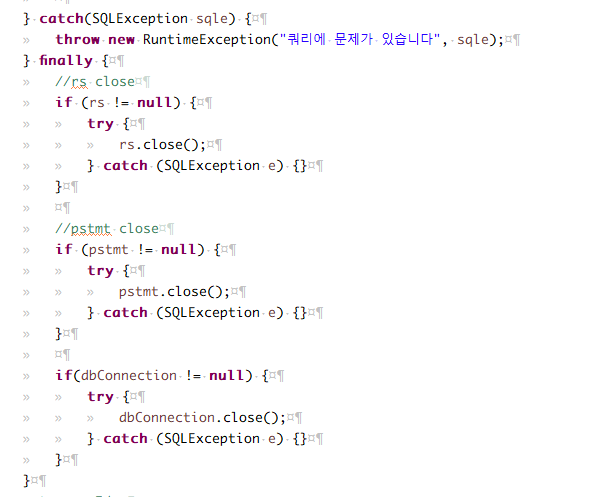 } catch(SQLException sqle) {
throw new RuntimeException("쿼리에 문제가 있습니다", sqle);
} finally {
//rs close
if (rs != null) {
try {
rs.close();
} catch (SQLException e) {}
}
//pstmt close
if (pstmt != null) {
try {
pstmt.close();
} catch (SQLException e) {}
}
if(dbConnection != null) {
try {
dbConnection.close();
} catch (SQLException e) {}
}
}